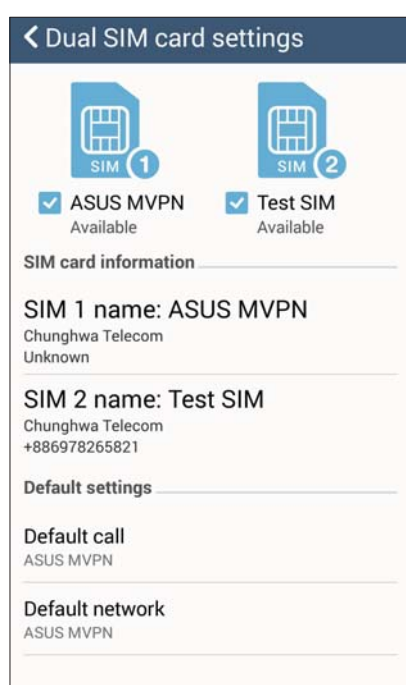 Dual SIM card settings
SIM 1 SIM 2
ASUS MVPN Test SIM
Available Available
SIM card information
SIM 1 name: ASUS MVPN
Chunghwa Telecom
Unknown
SIM 2 name: Test SIM
Chunghwa Telecom
+886978265821
Default settings
Default call
ASUS MVPN
Default network
ASUS MVPN